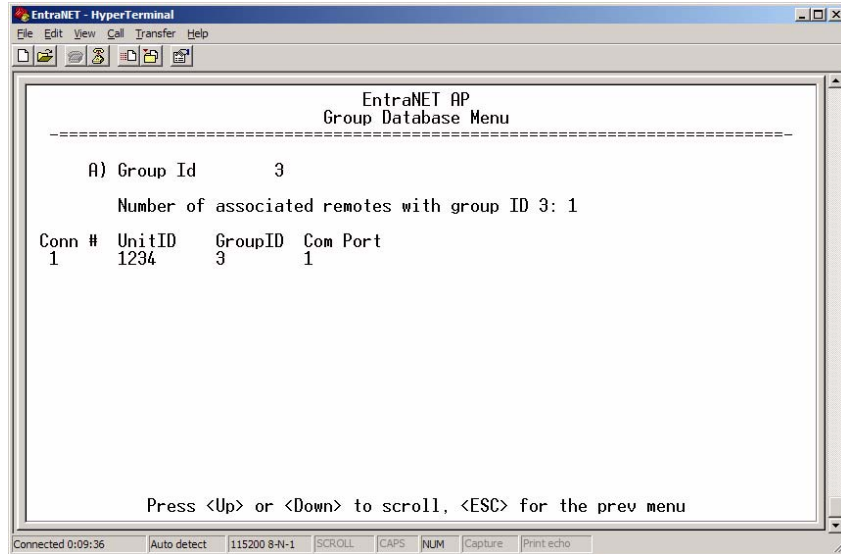 EntraNET - HyperTerminal
File Edit View Call Transfer Help
EntraNET AP
Group Database Menu
-==========================================================================-
A) Group Id 3
Number of associated remotes with group ID 3: 1
Conn # UnitID GroupID Com Port
1 1234 3 1
Press <Up> or <Down> to scroll, <ESC> for the prev menu
Connected 0:09:36 Auto detect 115200 8-N-1 SCROLL CAPS NUM Capture Print echo